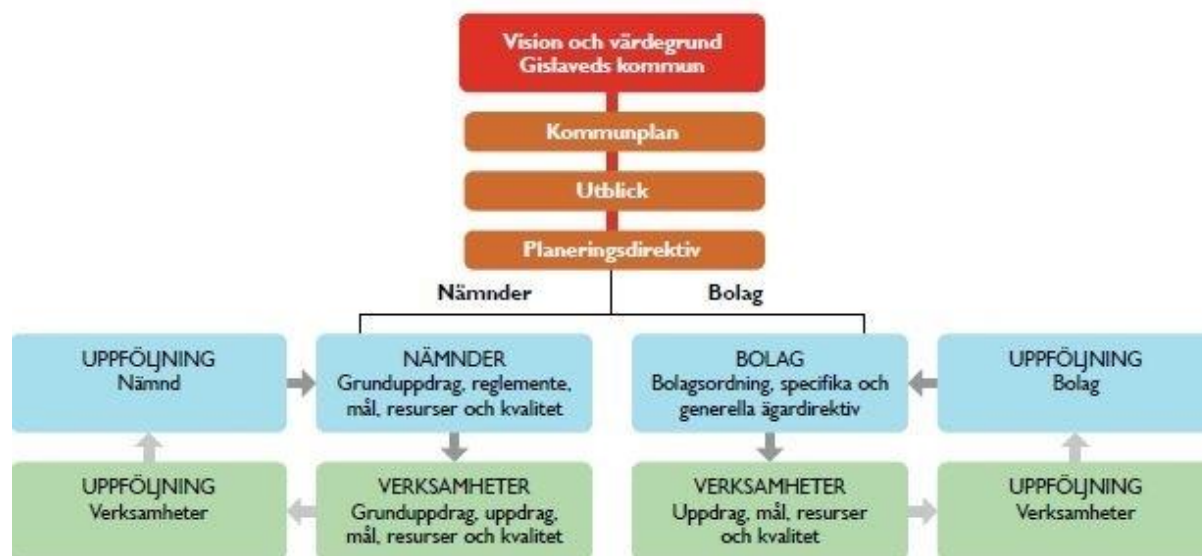 Vision och värdegrund
Gislaveds kommun
Kommunplan
Utblick
Planeringsdirektiv
Nämnder
Bolag
UPPFÖLJNING
Nämnd
NÄMNDER
Grunduppdrag, reglemente,
mål, resurser och kvalitet
BOLAG
Bolagsordning, specifika och
generella ägardirektiv
UPPFÖLJNING
Bolag
UPPFÖLJNING
Verksamheter
VERKSAMHETER
Grunduppdrag, uppdrag,
mål, resurser och kvalitet
VERKSAMHETER
Uppdrag, mål, resurser
och kvalitet
UPPFÖLJNING
Verksamheter